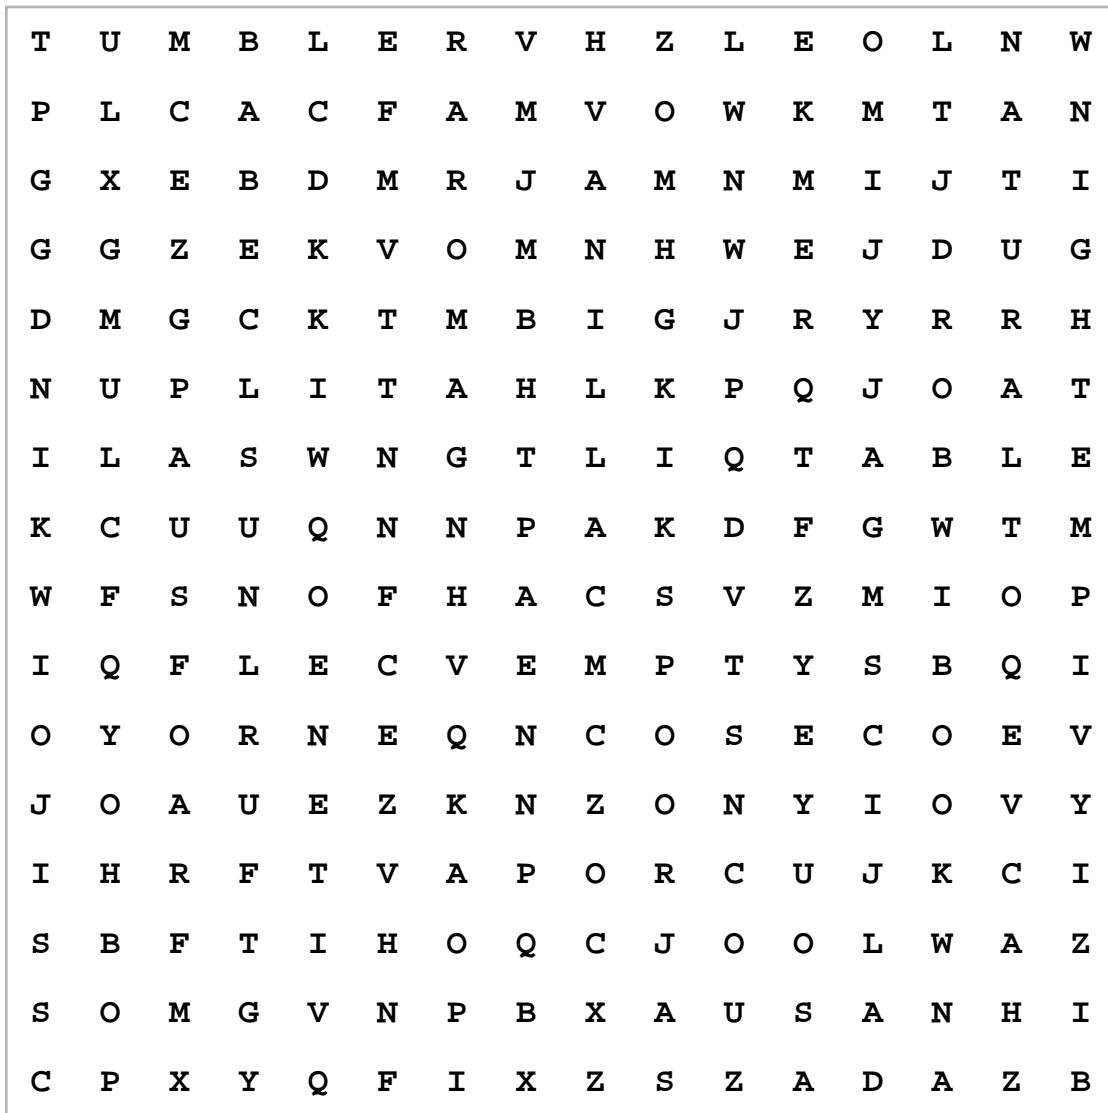 T U M B L E R V H Z L E O L N W
P L C A C F A M V O W K M T A N
G X E B D M R J A M N M I J T I
G G Z E K V O M N H W E J D U G
D M G C K T M B I G J R Y R R H
N U P L I T A H L K P Q J O A T
I L A S W N G T L I Q T A B L E
K C U U Q N N P A K D F G W T M
W F S N O F H A C S V Z M I O P
I Q F L E C V E M P T Y S B Q I
O Y O R N E Q N C O S E C O E V
J O A U E Z K N Z O N Y I O V Y
I H R F T V A P O R C U J K C I
S B F T I H O Q C J O O L W A Z
S O M G V N P B X A U S A N H I
C P X Y Q F I X Z S Z A D A Z B